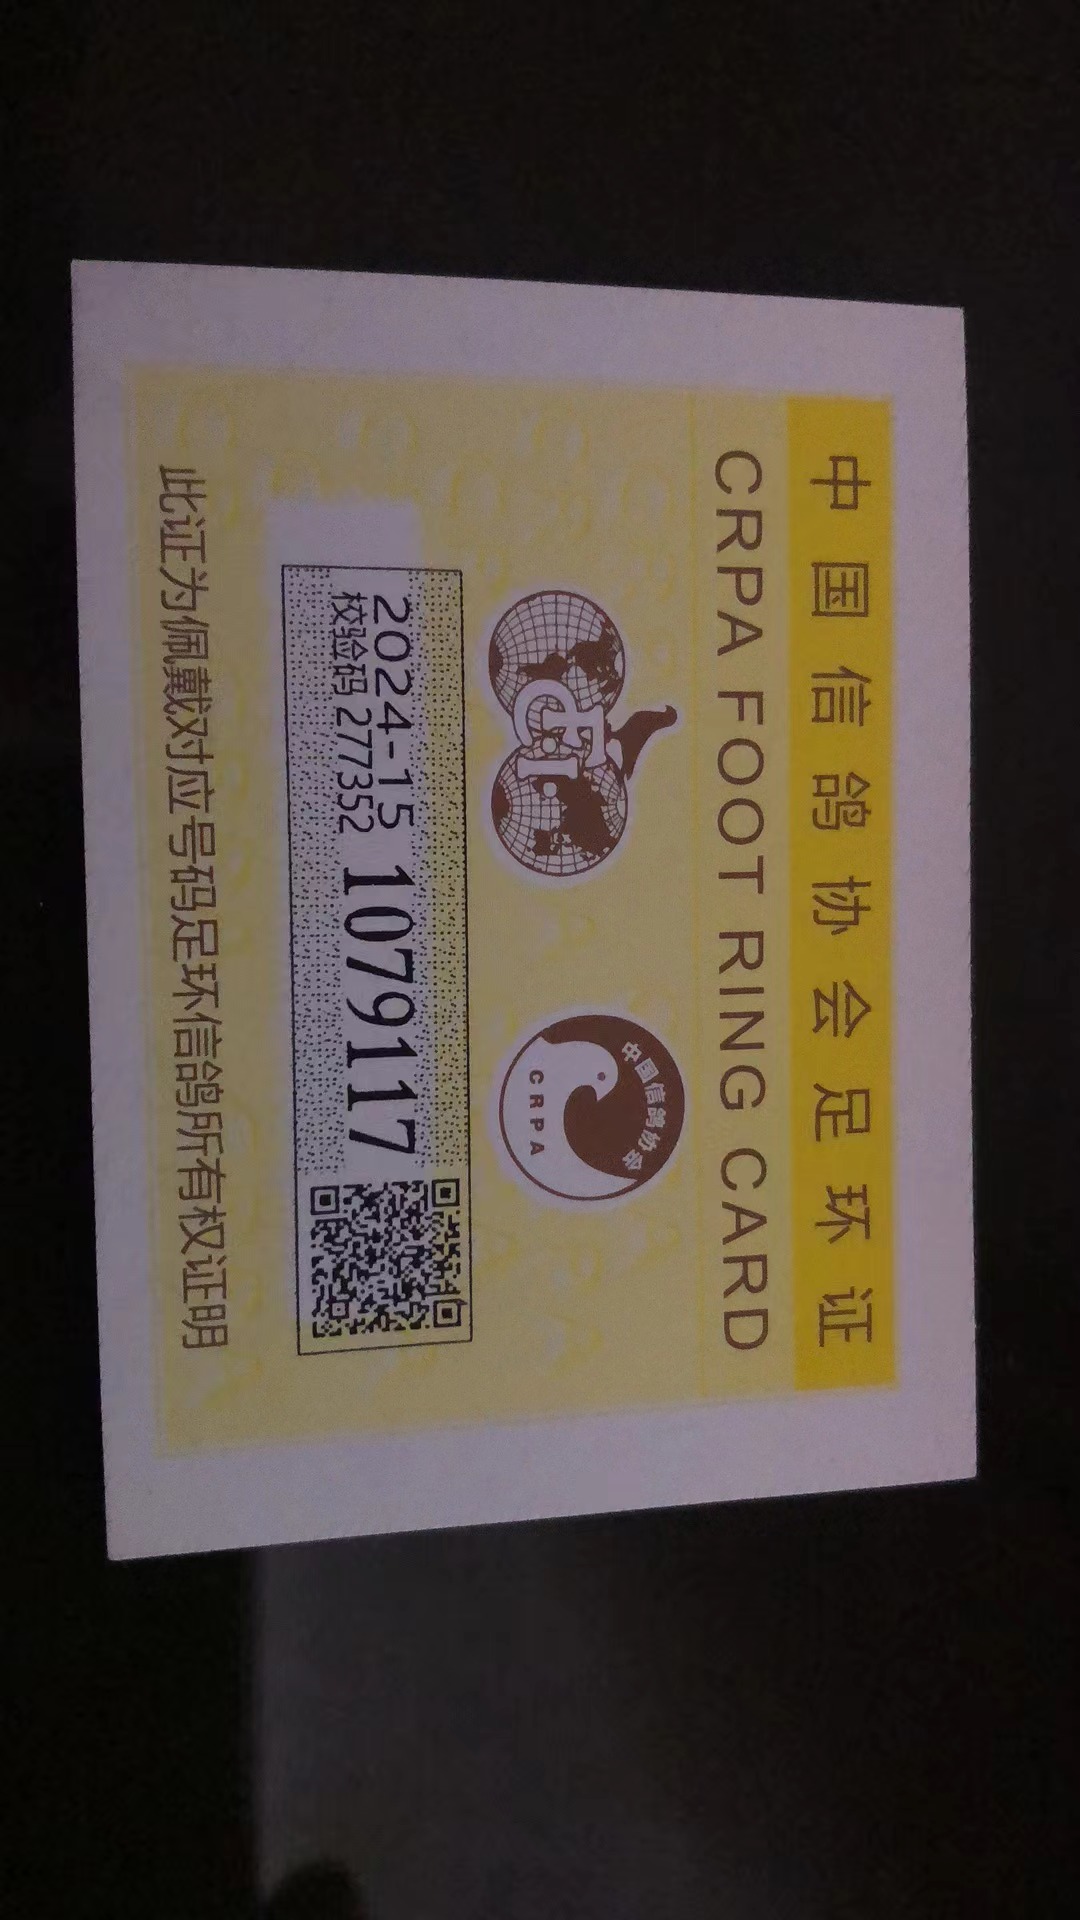 中国信鸽协会足环证
CRPA FOOT RING CARD
FCI
中国信鸽协会
CRPA
2024-15 1079117
校验码 277352
此证为佩戴对应号码足环信鸽所有权证明